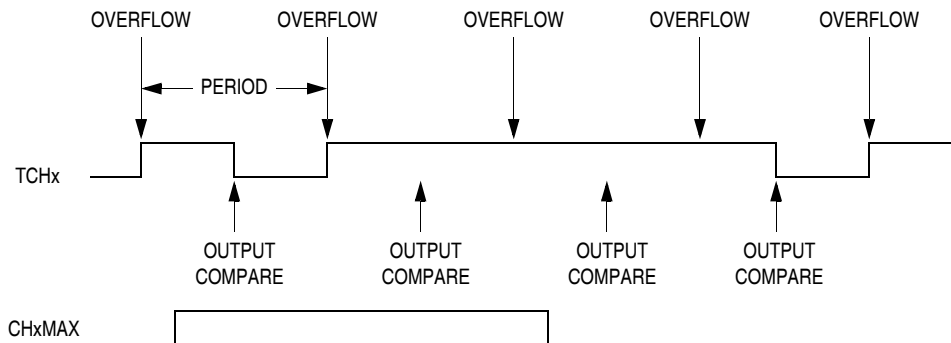 OVERFLOW OVERFLOW OVERFLOW OVERFLOW OVERFLOW
PERIOD
TCHx
OUTPUT COMPARE
OUTPUT COMPARE
OUTPUT COMPARE
OUTPUT COMPARE
CHxMAX